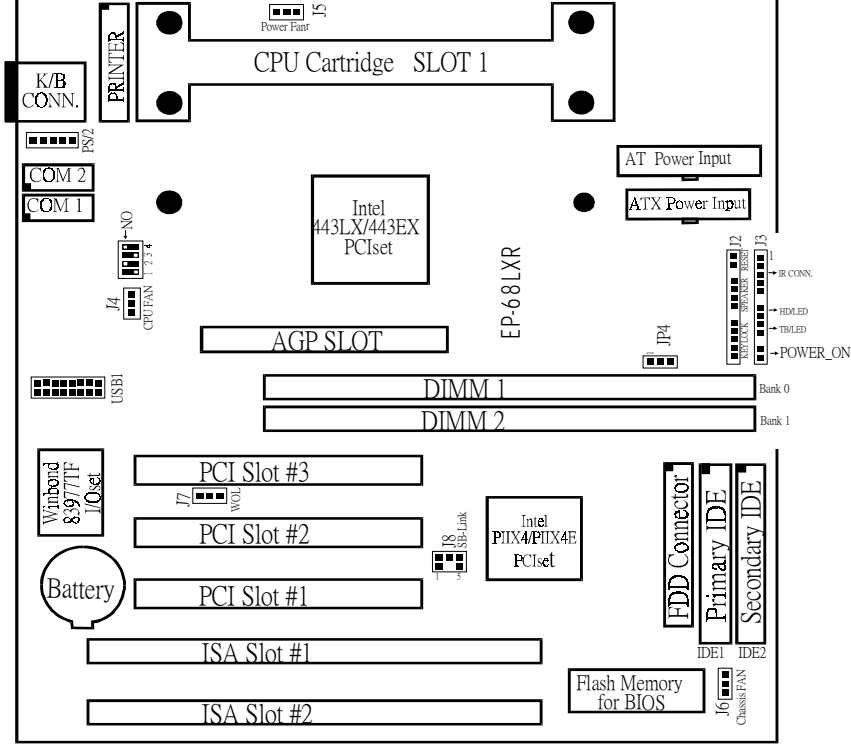 J5
Power Fanr
PRINTER
CPU Cartridge SLOT 1
K/B
CONN.
PS/2
AT Power Input
COM 2
COM 1
ATX Power Input
Intel
443LX/443EX
PCIset
NO
1 2 3 4
J4
CPU FAN
EP-68LXR
J2
RESET
SPEAKER
KEYLOCK
J3
1
IR CONN.
HD/LED
TB/LED
POWER_ON
AGP SLOT
JP4
1
USB1
DIMM 1
Bank 0
DIMM 2
Bank 1
Winbond
83977TF
I/Oset
PCI Slot #3
J7
WOL
PCI Slot #2
J8
SB-Link
1 5
Intel
PIIX4/PIIX4E
PCIset
FDD Connector
Primary IDE
Secondary IDE
Battery
PCI Slot #1
ISA Slot #1
IDE1
IDE2
Flash Memory
for BIOS
J6
Chassis FAN
ISA Slot #2